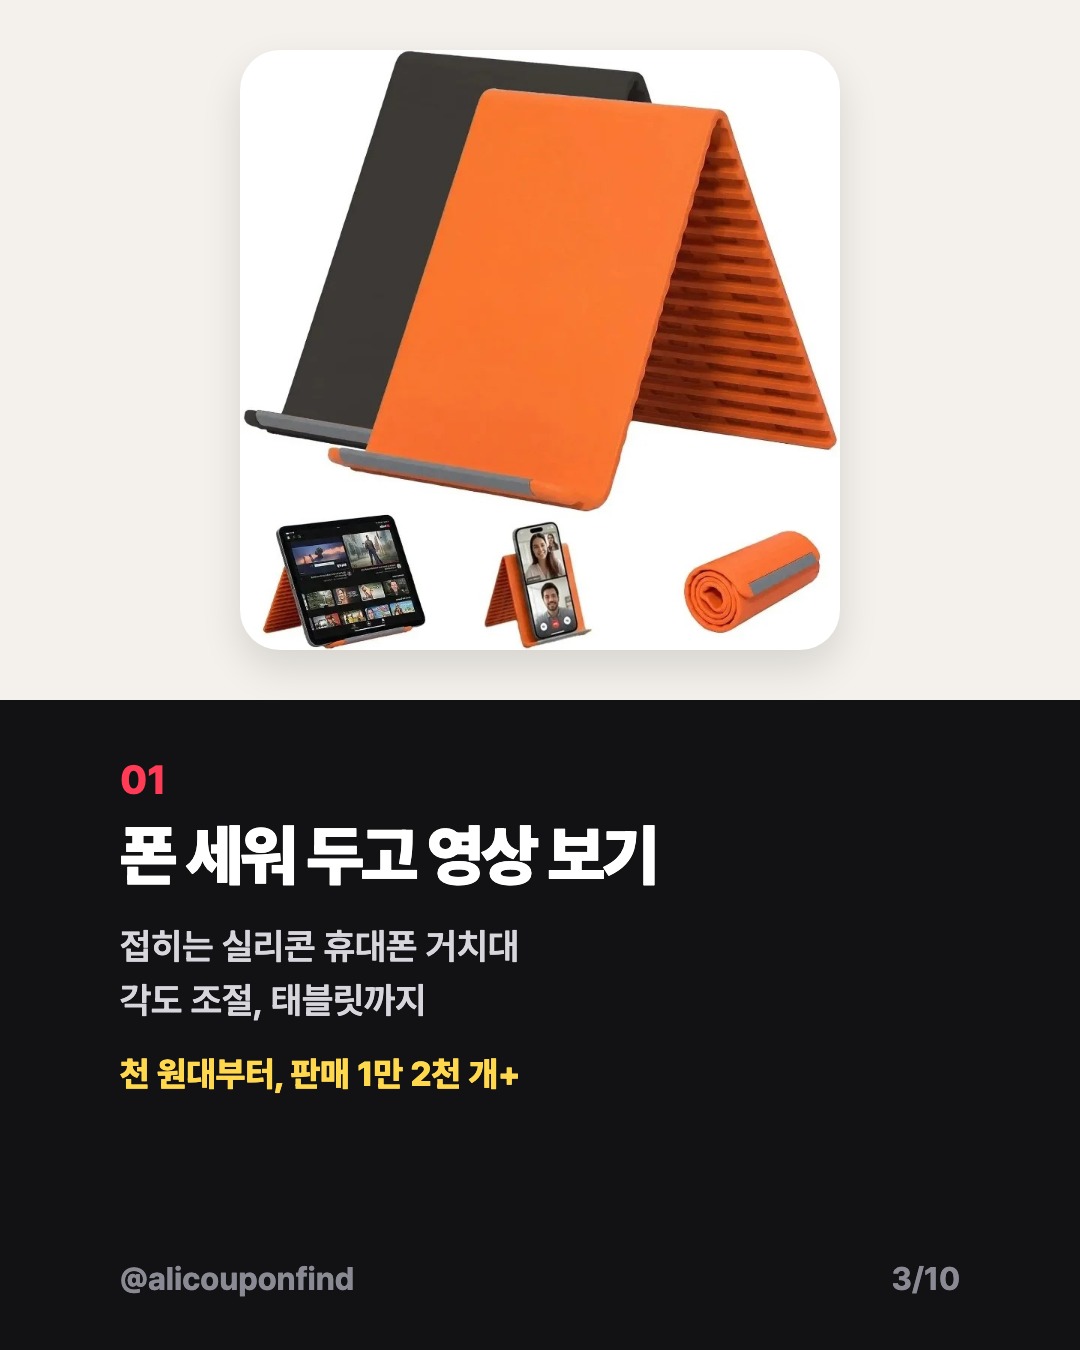 01
폰 세워 두고 영상 보기
접히는 실리콘 휴대폰 거치대
각도 조절, 태블릿까지
천 원대부터, 판매 1만 2천 개+
@alicouponfind
3/10